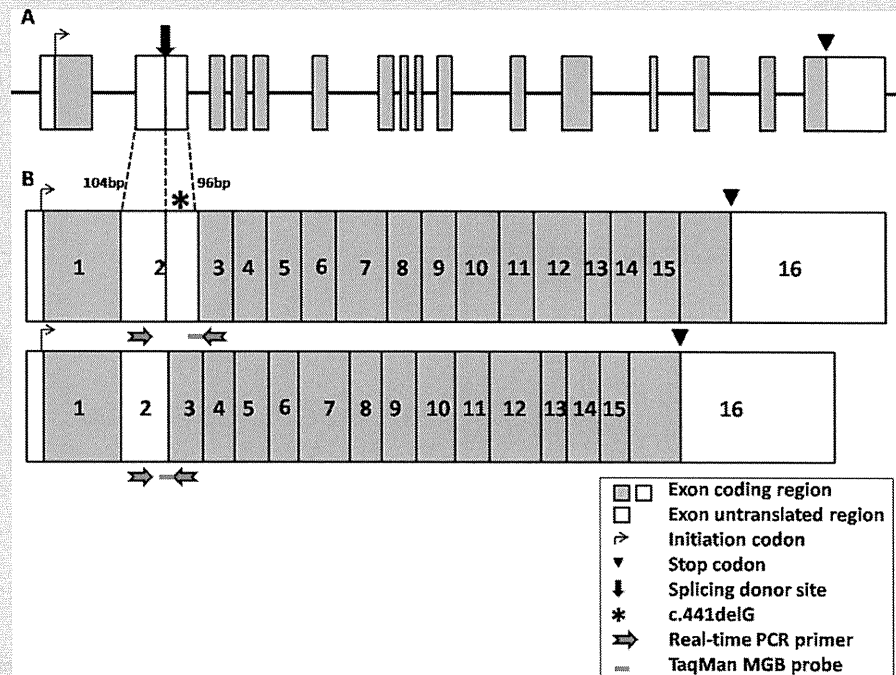 A
104bp
96bp
*
B
1 2 3 4 5 6 7 8 9 10 11 12 13 14 15 16
1 2 3 4 5 6 7 8 9 10 11 12 13 14 15 16
Exon coding region
Exon untranslated region
Initiation codon
Stop codon
Splicing donor site
* c.441delG
Real-time PCR primer
TaqMan MGB probe